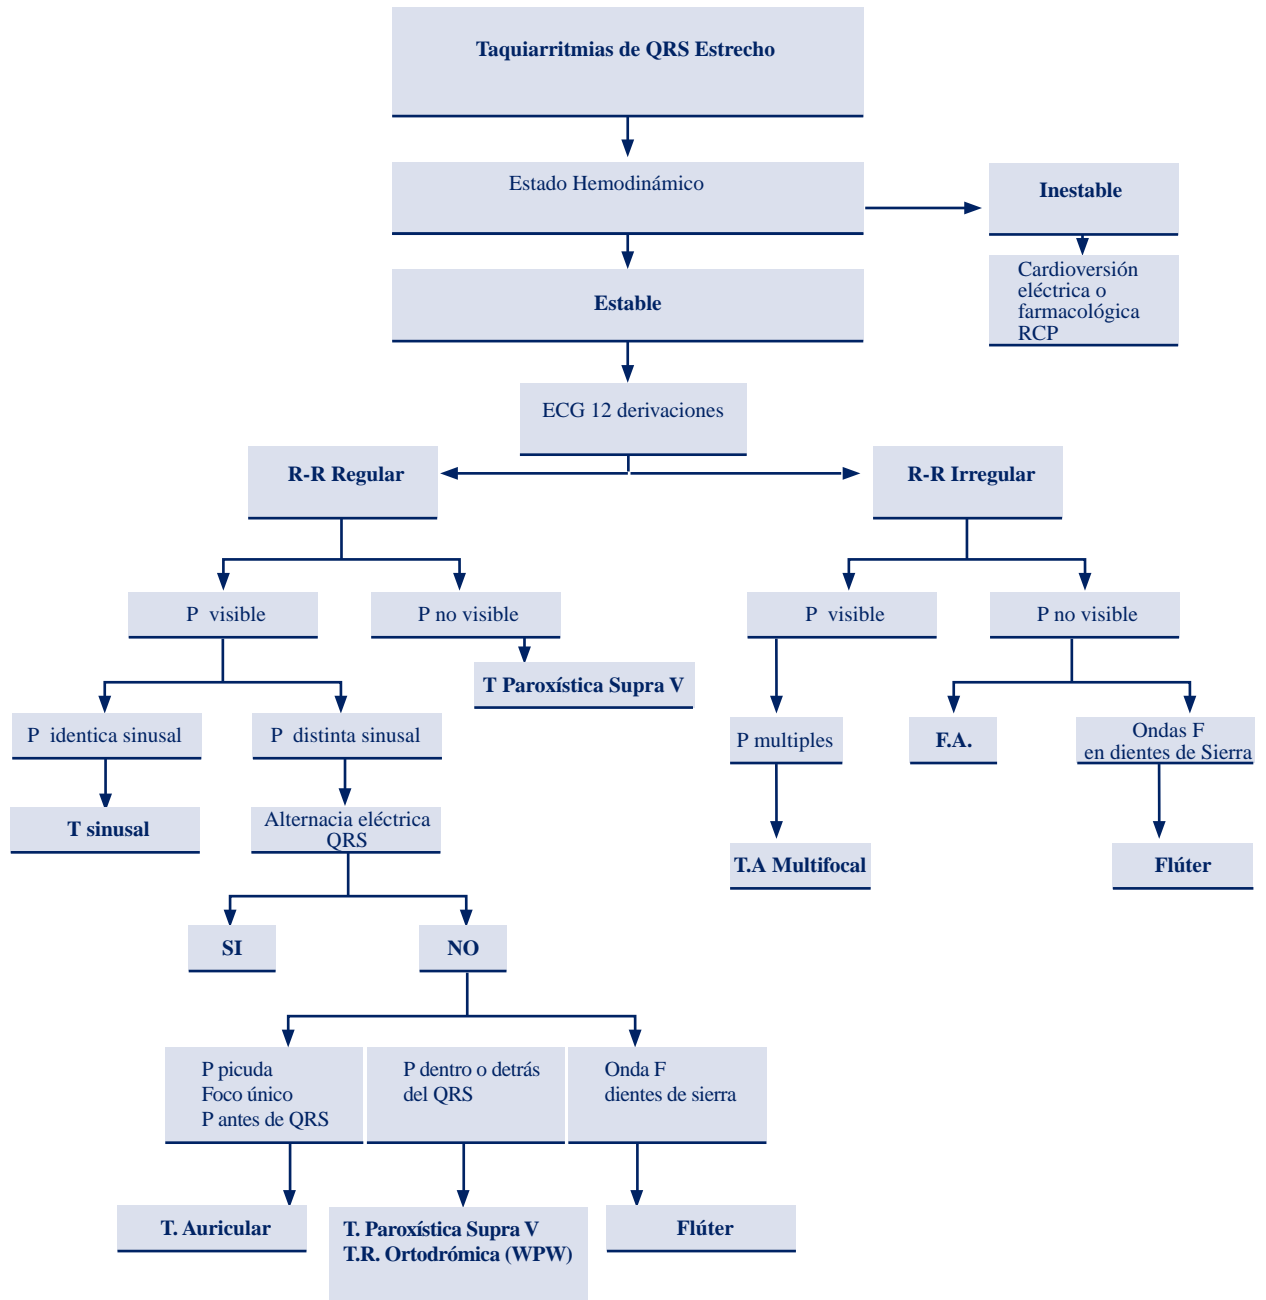 Taquiarritmias de QRS Estrecho
Estado Hemodinámico
Inestable
Cardioversión
eléctrica o
farmacológica
RCP
Estable
ECG 12 derivaciones
R-R Regular
R-R Irregular
P visible
P no visible
P visible
P no visible
T Paroxística Supra V
P identica sinusal
P distinta sinusal
P multiples
F.A.
Ondas F
en dientes de Sierra
T sinusal
Alternacia eléctrica
QRS
T.A Multifocal
Flúter
SI
NO
P picuda
Foco único
P antes de QRS
P dentro o detrás
del QRS
Onda F
dientes de sierra
T. Auricular
T. Paroxística Supra V
T.R. Ortodrómica (WPW)
Flúter